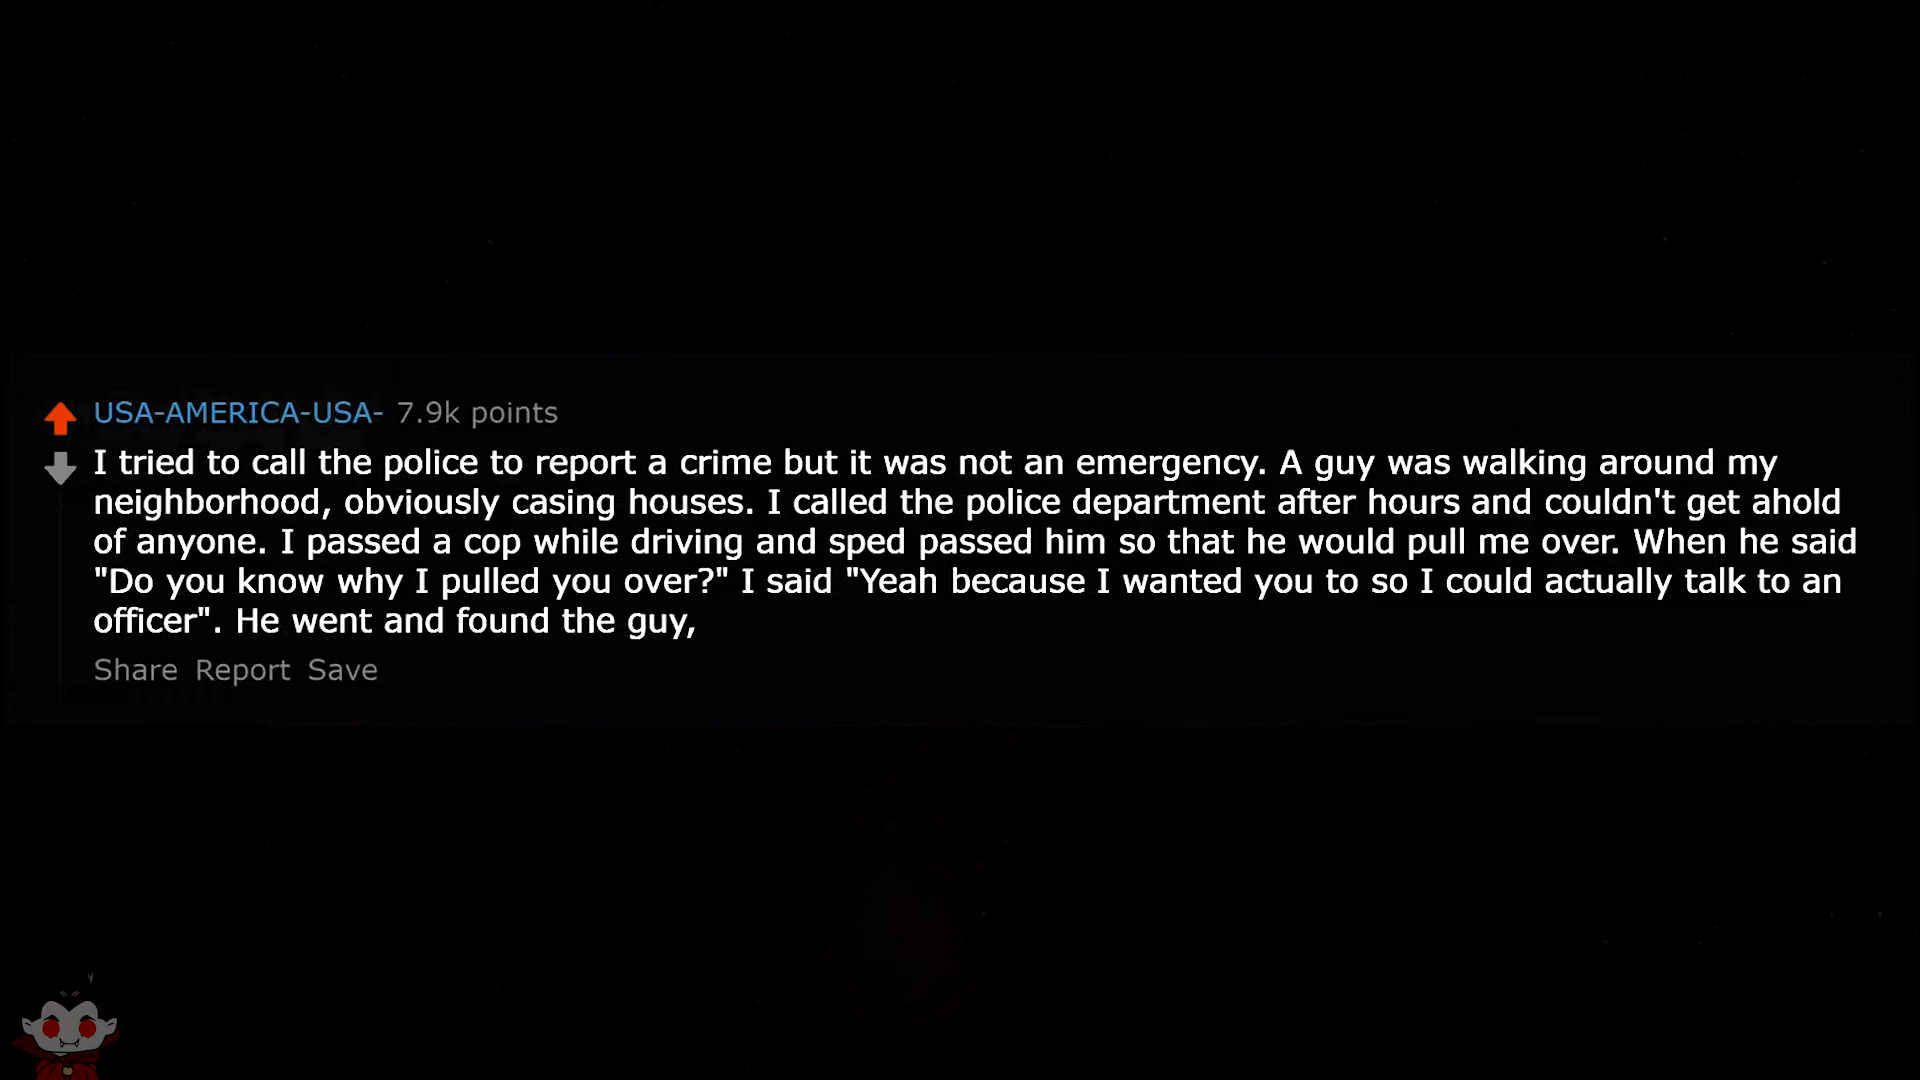 USA-AMERICA-USA- 7.9k points
I tried to call the police to report a crime but it was not an emergency. A guy was walking around my
neighborhood, obviously casing houses. I called the police department after hours and couldn't get ahold
of anyone. I passed a cop while driving and sped passed him so that he would pull me over. When he said
"Do you know why I pulled you over?" I said "Yeah because I wanted you to so I could actually talk to an
officer". He went and found the guy,
Share Report Save